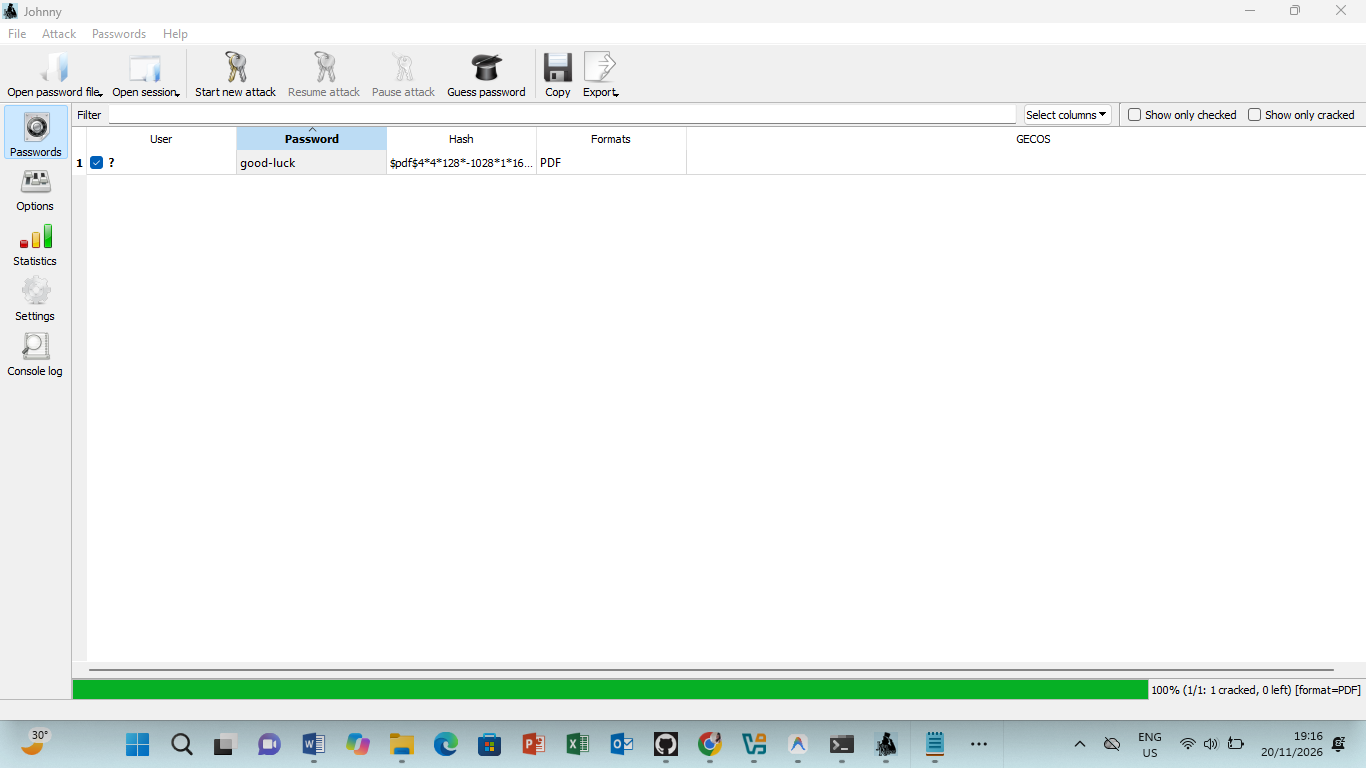 Johnny
File Attack Passwords Help
Open password file Open session Start new attack Resume attack Pause attack Guess password Copy Export
Filter Select columns Show only checked Show only cracked
Passwords
Options
Statistics
Settings
Console log
User Password Hash Formats GECOS
1 ? good-luck $pdf$4*4*128*-1028*1*16... PDF
100% (1/1: 1 cracked, 0 left) [format=PDF]
30°
ENG
US
19:16
20/11/2026